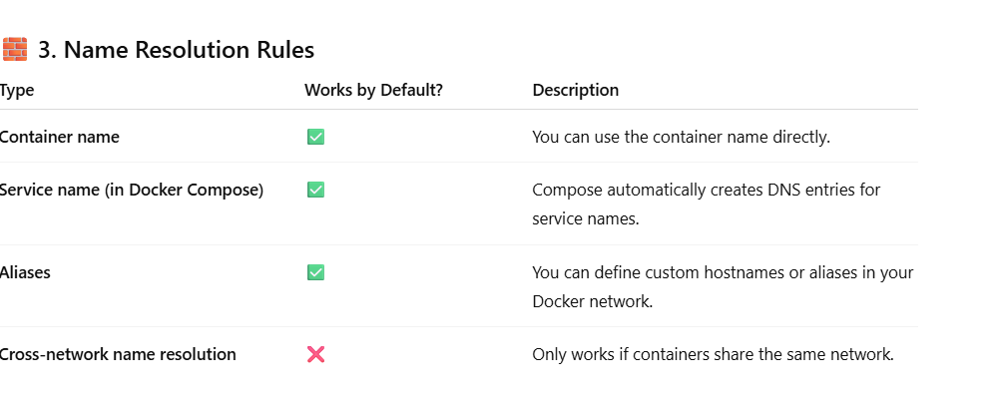 🧱 3. Name Resolution Rules
Type Works by Default? Description
Container name ✅ You can use the container name directly.
Service name (in Docker Compose) ✅ Compose automatically creates DNS entries for
service names.
Aliases ✅ You can define custom hostnames or aliases in your
Docker network.
Cross-network name resolution ❌ Only works if containers share the same network.